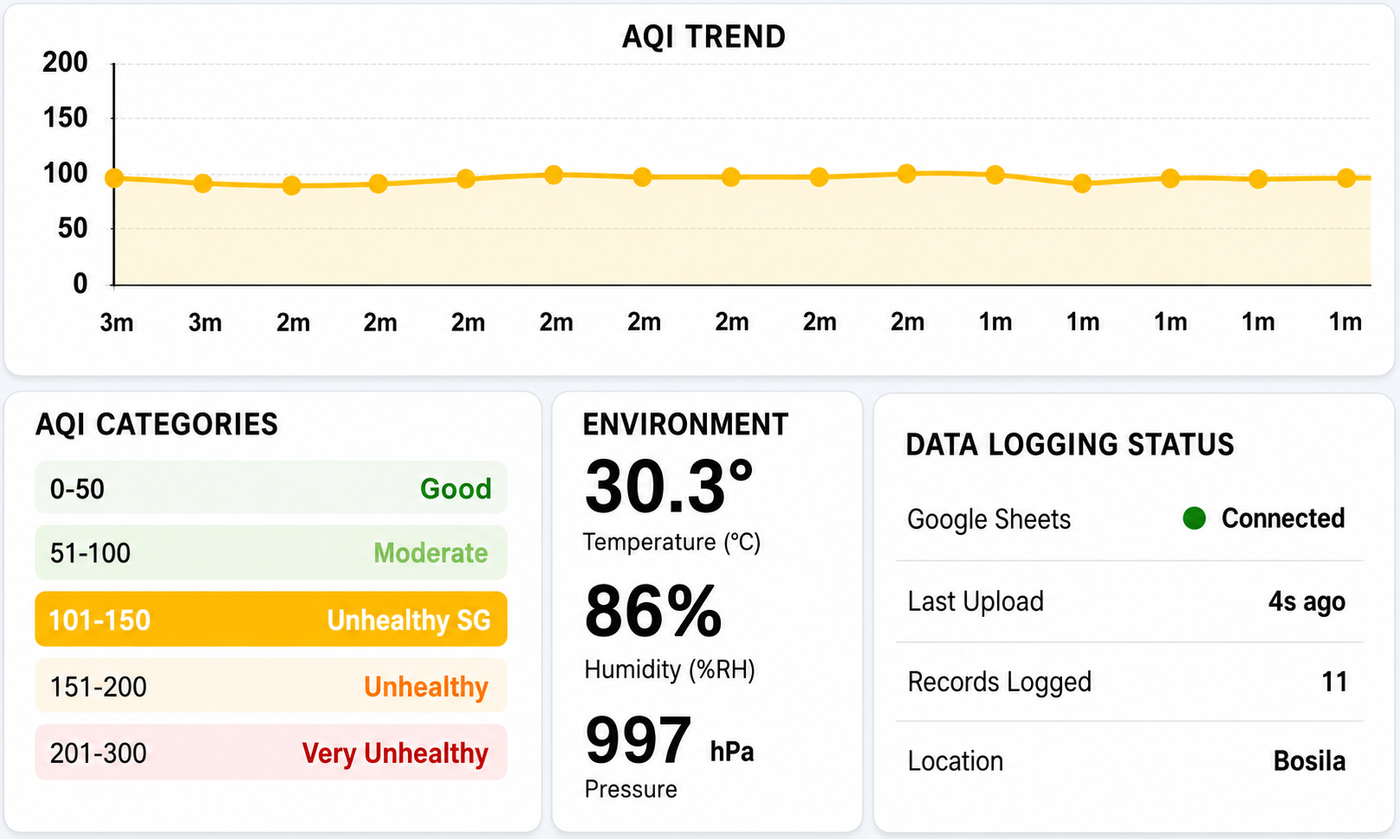 AQI TREND
200
150
100
50
0
3m 3m 2m 2m 2m 2m 2m 2m 2m 2m 1m 1m 1m 1m 1m
AQI CATEGORIES
0-50 Good
51-100 Moderate
101-150 Unhealthy SG
151-200 Unhealthy
201-300 Very Unhealthy
ENVIRONMENT
30.3°
Temperature (°C)
86%
Humidity (%RH)
997 hPa
Pressure
DATA LOGGING STATUS
Google Sheets Connected
Last Upload 4s ago
Records Logged 11
Location Bosila